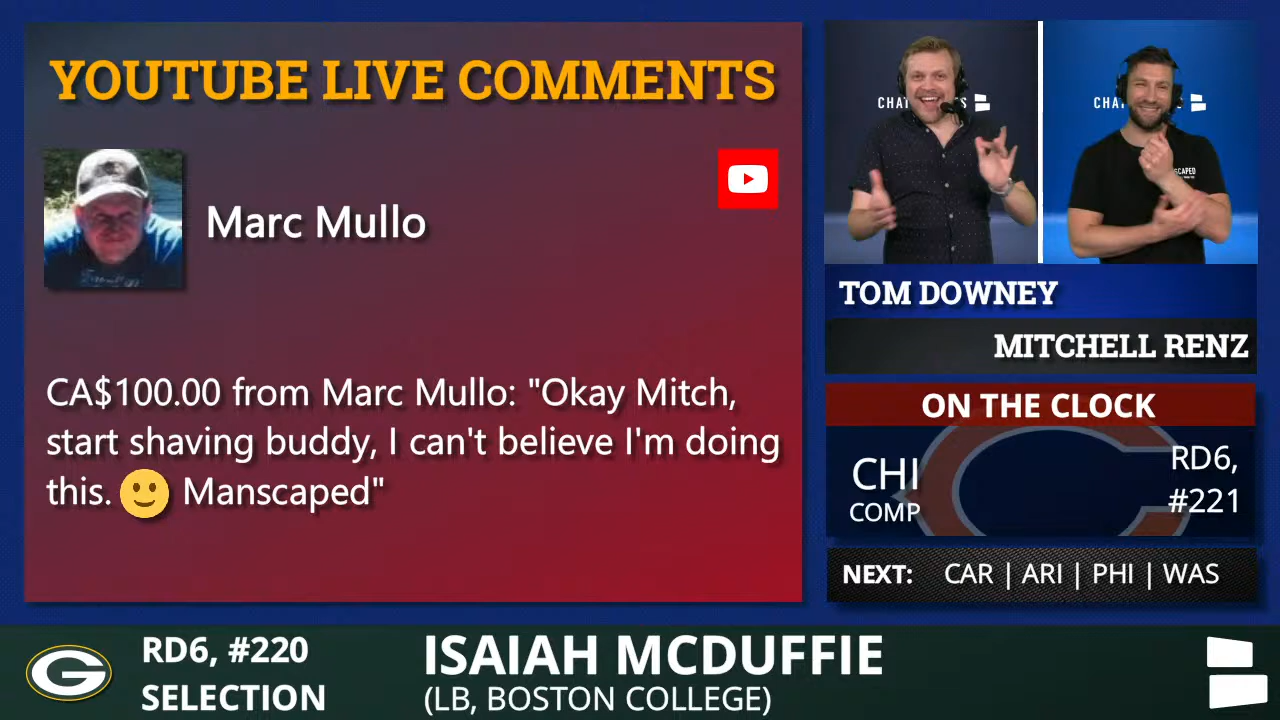 YOUTUBE LIVE COMMENTS
Marc Mullo
CA$100.00 from Marc Mullo: "Okay Mitch,
start shaving buddy, I can't believe I'm doing
this. 🙂 Manscaped"
TOM DOWNEY
MITCHELL RENZ
ON THE CLOCK
CHI
COMP
RD6,
#221
NEXT: CAR | ARI | PHI | WAS
G
RD6, #220
SELECTION
ISAIAH MCDUFFIE
(LB, BOSTON COLLEGE)